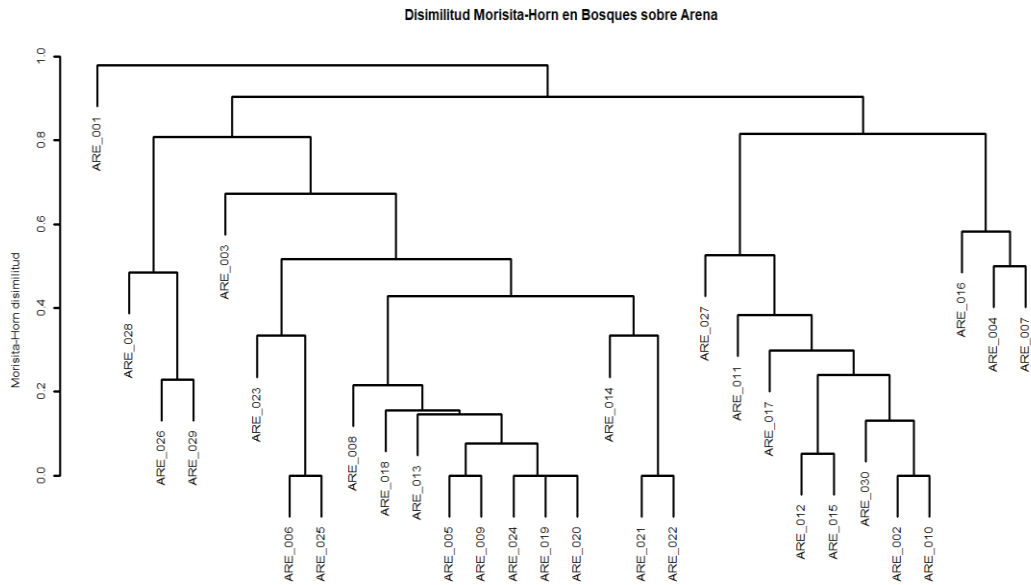 Disimilitud Morisita-Horn en Bosques sobre Arena
Morisita-Horn disimilitud
1.0
0.8
0.6
0.4
0.2
0.0
ARE_001
ARE_028
ARE_026
ARE_029
ARE_003
ARE_023
ARE_006
ARE_025
ARE_008
ARE_018
ARE_013
ARE_005
ARE_009
ARE_024
ARE_019
ARE_020
ARE_014
ARE_021
ARE_022
ARE_027
ARE_011
ARE_017
ARE_012
ARE_015
ARE_030
ARE_002
ARE_010
ARE_016
ARE_004
ARE_007